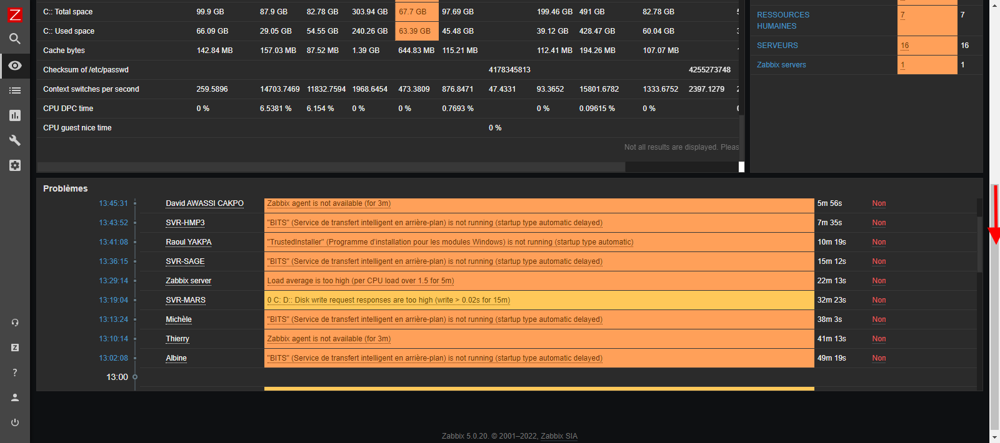 Z
C:: Total space 99.9 GB 87.9 GB 82.78 GB 303.94 GB 67.7 GB 97.69 GB 199.46 GB 491 GB 82.78 GB
C:: Used space 66.09 GB 29.05 GB 54.55 GB 240.26 GB 63.39 GB 45.48 GB 39.12 GB 428.47 GB 60.04 GB
Cache bytes 142.84 MB 157.03 MB 87.52 MB 1.39 GB 644.83 MB 115.21 MB 112.41 MB 194.26 MB 107.07 MB
Checksum of /etc/passwd 4178345813 4255273748
Context switches per second 259.5896 14703.7469 11832.7594 1968.6454 473.3809 876.8471 47.4331 93.3652 15801.6782 1333.6752 2397.1279
CPU DPC time 0 % 6.5381 % 6.154 % 0 % 0 % 0.7693 % 0 % 0.09615 % 0 %
CPU guest nice time 0 %
Not all results are displayed. Pleas
RESSOURCES HUMAINES 7 7
SERVEURS 16 16
Zabbix servers 1 1
Problèmes
13:45:31 David AWASSI CAKPO Zabbix agent is not available (for 3m) 5m 56s Non
13:43:52 SVR-HMP3 "BITS" (Service de transfert intelligent en arrière-plan) is not running (startup type automatic delayed) 7m 35s Non
13:41:08 Raoul YAKPA "TrustedInstaller" (Programme d'installation pour les modules Windows) is not running (startup type automatic) 10m 19s Non
13:36:15 SVR-SAGE "BITS" (Service de transfert intelligent en arrière-plan) is not running (startup type automatic delayed) 15m 12s Non
13:29:14 Zabbix server Load average is too high (per CPU load over 1.5 for 5m) 22m 13s Non
13:19:04 SVR-MARS 0 C: D:: Disk write request responses are too high (write > 0.02s for 15m) 32m 23s Non
13:13:24 Michèle "BITS" (Service de transfert intelligent en arrière-plan) is not running (startup type automatic delayed) 38m 3s Non
13:10:14 Thierry Zabbix agent is not available (for 3m) 41m 13s Non
13:02:08 Albine "BITS" (Service de transfert intelligent en arrière-plan) is not running (startup type automatic delayed) 49m 19s Non
13:00
Z
?
Zabbix 5.0.20. © 2001–2022, Zabbix SIA